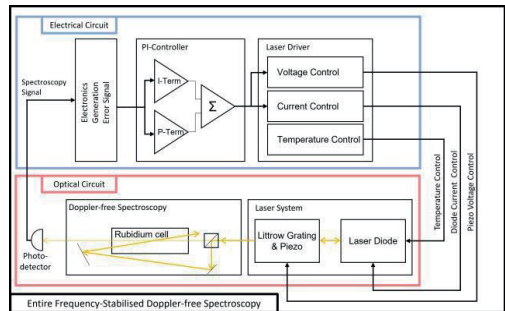 Electrical Circuit
PI-Controller
Laser Driver
Spectroscopy
Signal
Electronics
Generation
Error Signal
I-Term
P-Term
Σ
Voltage Control
Current Control
Temperature Control
Optical Circuit
Doppler-free Spectroscopy
Laser System
Rubidium cell
Littrow Grating
& Piezo
Laser Diode
Photo-
detector
Temperature Control
Diode Current Control
Piezo Voltage Control
Entire Frequency-Stabilised Doppler-free Spectroscopy